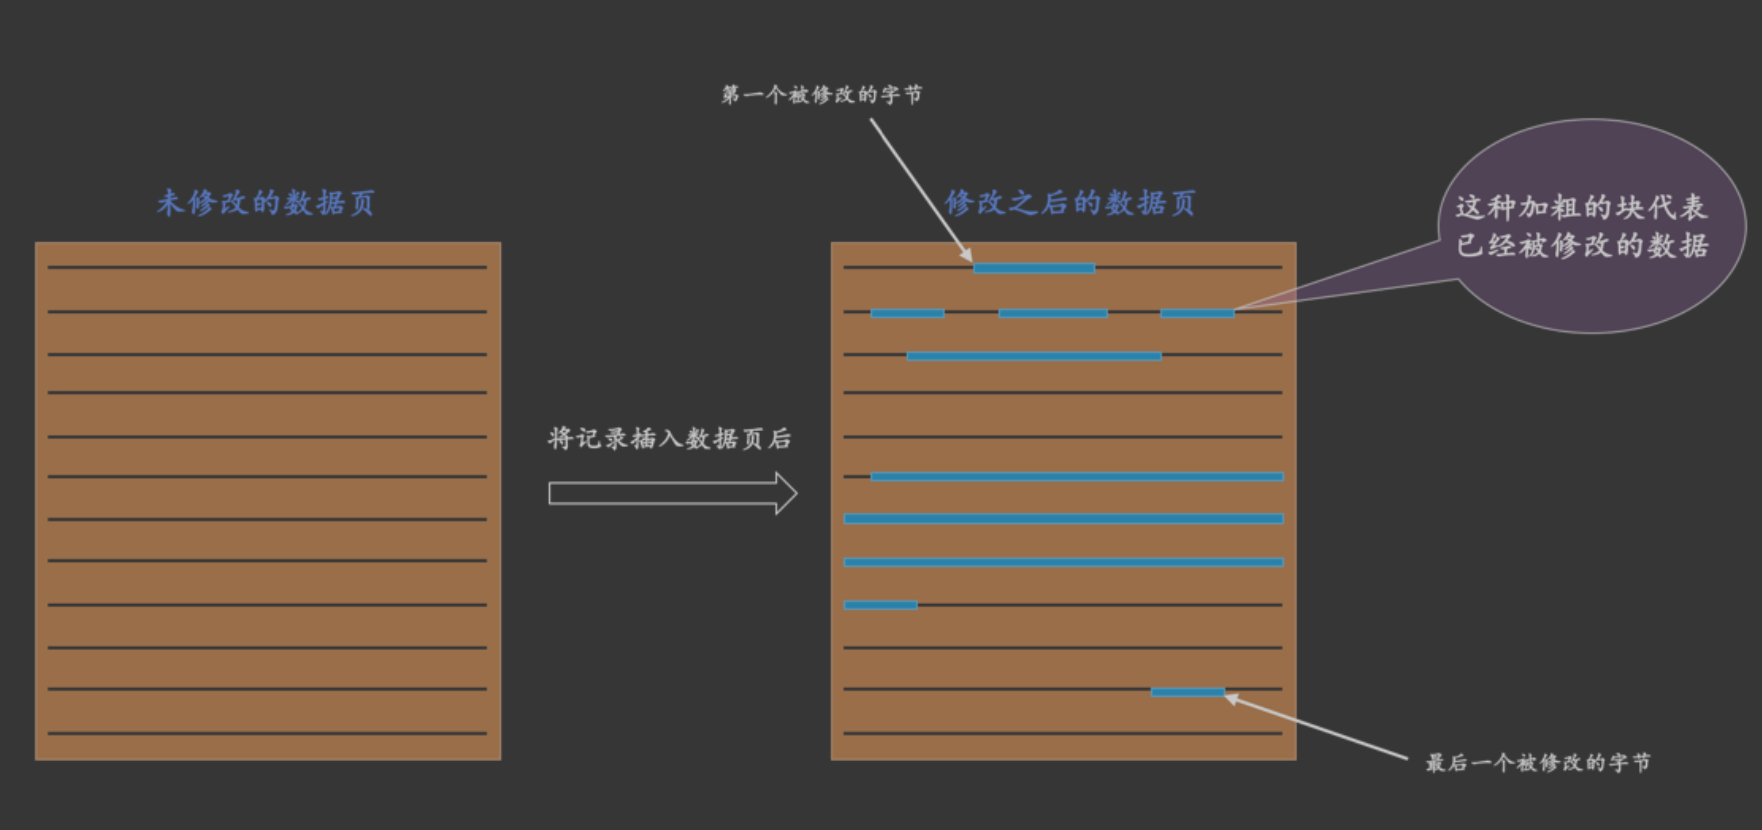 第一个被修改的字节
未修改的数据页
修改之后的数据页
这种加粗的块代表
已经被修改的数据
将记录插入数据页后
最后一个被修改的字节